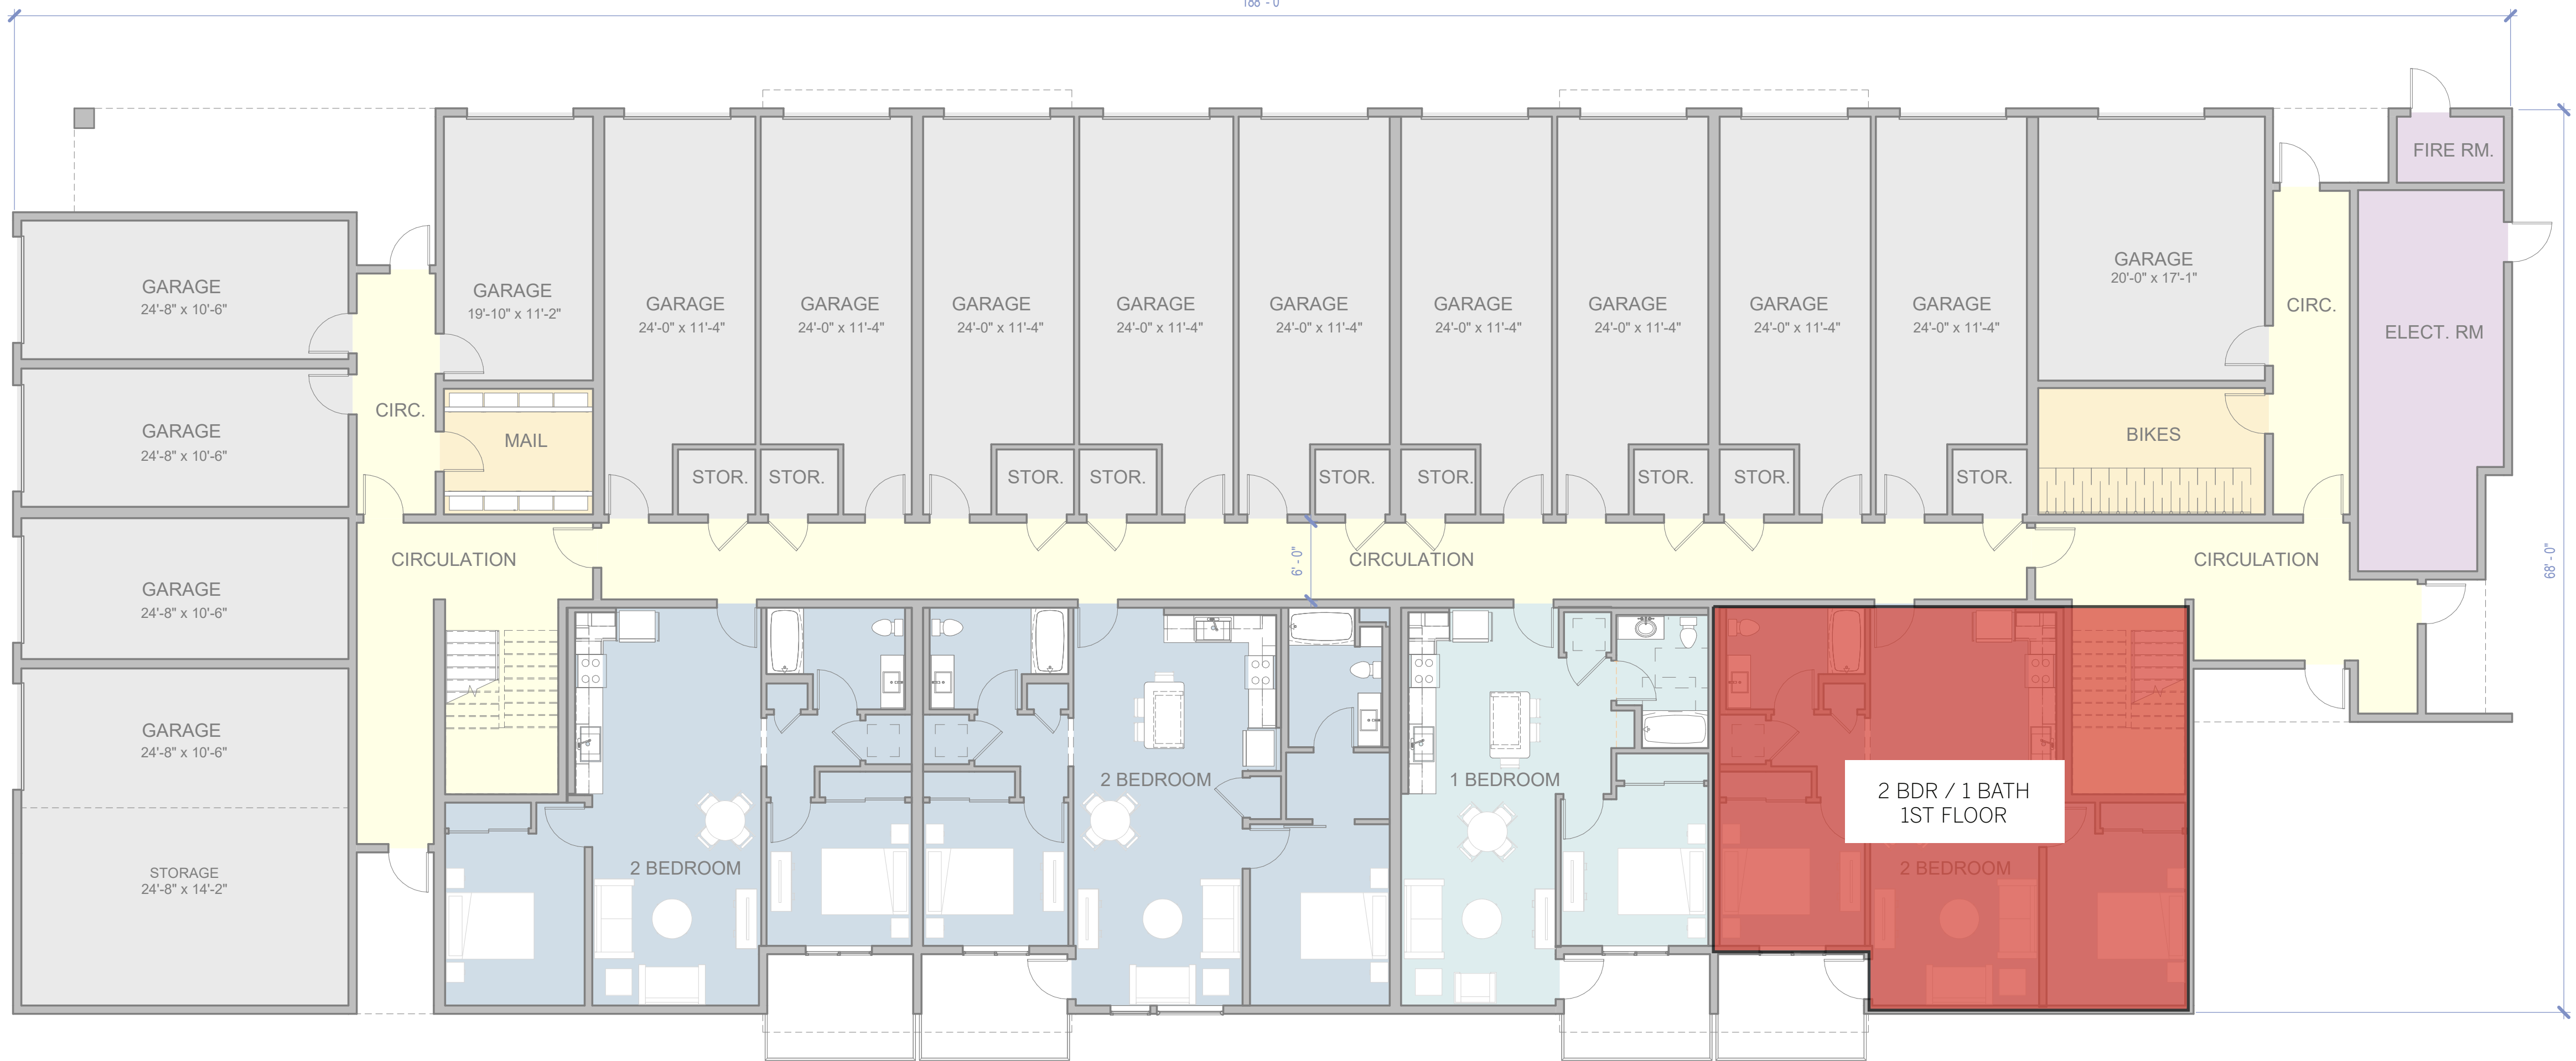 188' - 0"
FIRE RM.
GARAGE
20'-0" x 17'-1"
GARAGE
24'-8" x 10'-6"
GARAGE
19'-10" x 11'-2"
GARAGE
24'-0" x 11'-4"
GARAGE
24'-0" x 11'-4"
GARAGE
24'-0" x 11'-4"
GARAGE
24'-0" x 11'-4"
GARAGE
24'-0" x 11'-4"
GARAGE
24'-0" x 11'-4"
GARAGE
24'-0" x 11'-4"
GARAGE
24'-0" x 11'-4"
GARAGE
24'-0" x 11'-4"
CIRC.
ELECT. RM
CIRC.
GARAGE
24'-8" x 10'-6"
MAIL
BIKES
STOR.
STOR.
STOR.
STOR.
STOR.
STOR.
STOR.
STOR.
STOR.
CIRCULATION
6' - 0"
CIRCULATION
CIRCULATION
68' - 0"
GARAGE
24'-8" x 10'-6"
GARAGE
24'-8" x 10'-6"
2 BEDROOM
1 BEDROOM
2 BDR / 1 BATH
1ST FLOOR
2 BEDROOM
2 BEDROOM
STORAGE
24'-8" x 14'-2"